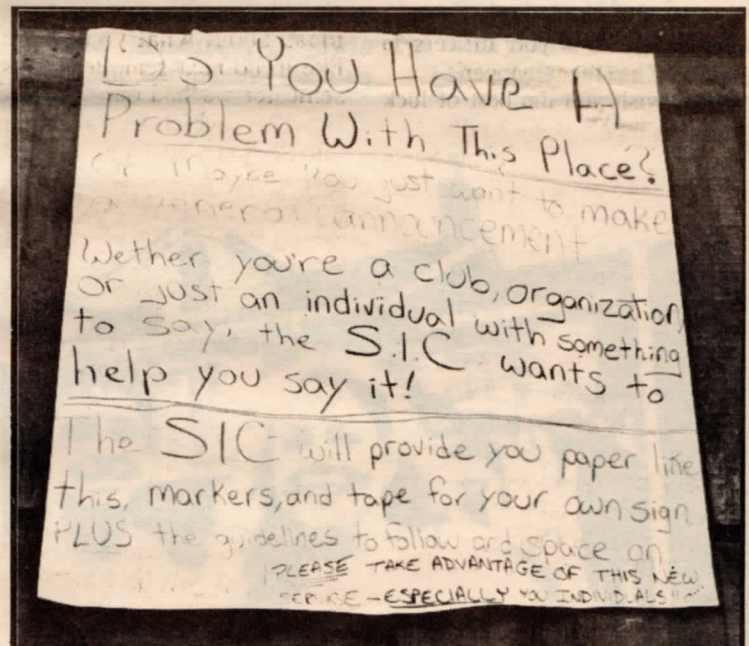 Do You Have A
Problem With This Place?
Or Maybe You just want to make
a general announcement
Wether you're a club, organization,
or just an individual with something
to say, the S.I.C wants to
help you say it!
The SIC will provide you paper like
this, markers, and tape for your own sign
PLUS the guidelines to follow and space on
PLEASE TAKE ADVANTAGE OF THIS NEW
SERVICE - ESPECIALLY YOU INDIVIDUALS!!